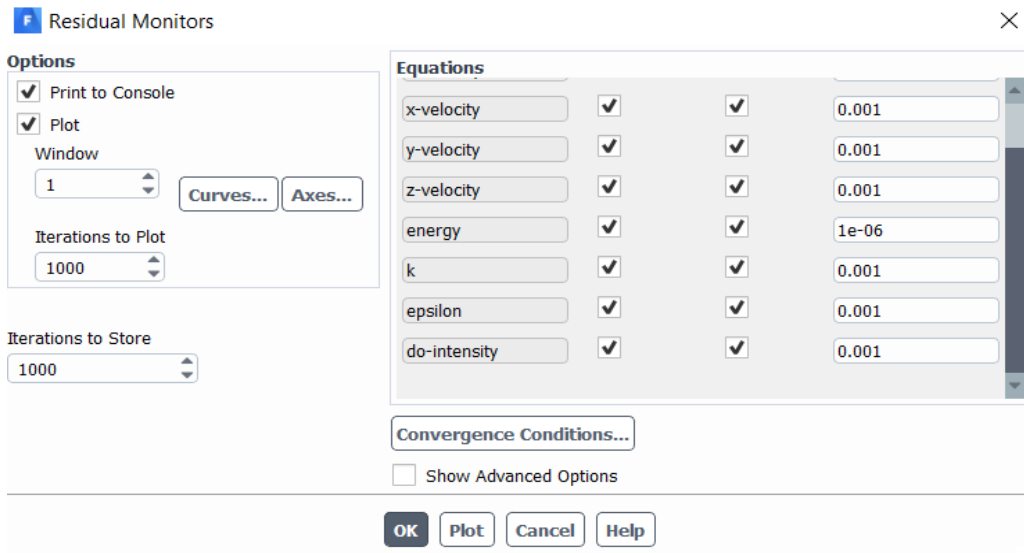 F Residual Monitors
Options
Print to Console
Plot
Window
1
Curves...
Axes...
Iterations to Plot
1000
Iterations to Store
1000
Equations
x-velocity 0.001
y-velocity 0.001
z-velocity 0.001
energy 1e-06
k 0.001
epsilon 0.001
do-intensity 0.001
Convergence Conditions...
Show Advanced Options
OK Plot Cancel Help